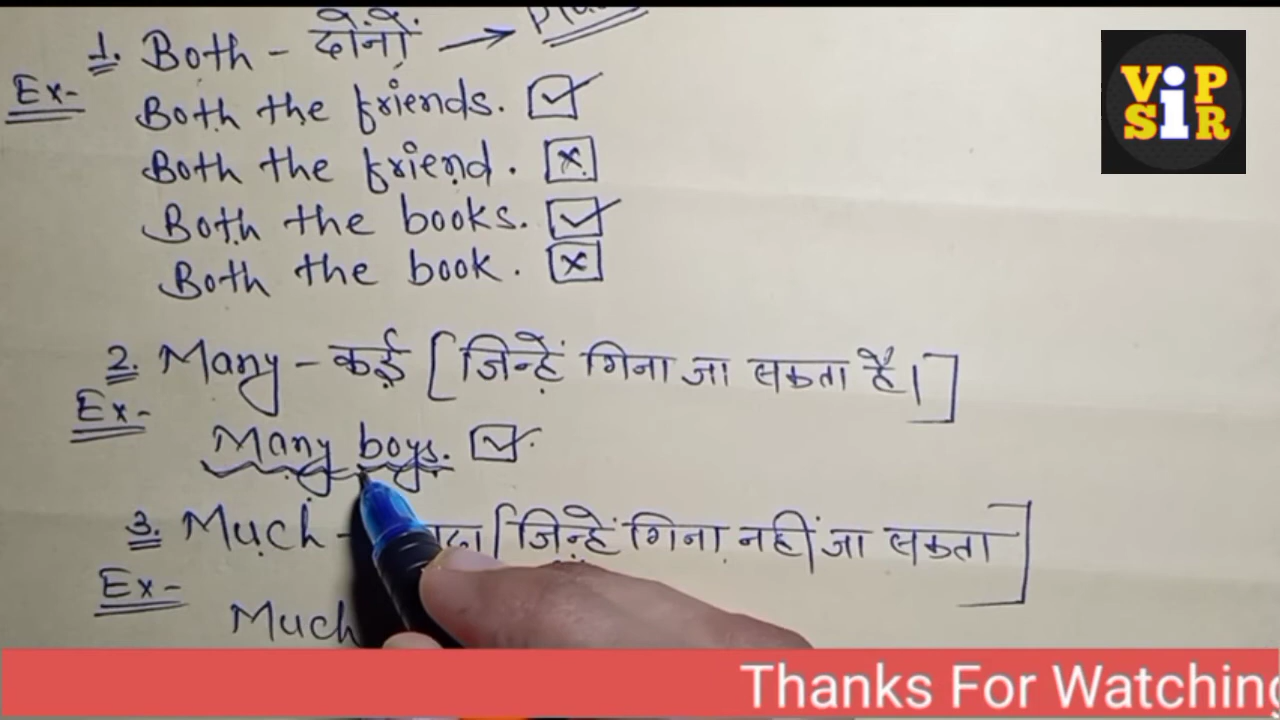 1. Both - दोंनों →
Ex-
Both the friends. ✓
Both the friend. ×
Both the books. ✓
Both the book. ×
2. Many - कई [जिन्हें गिना जा सकता है।]
Ex-
Many boys. ✓
3. Much - [जिन्हें गिना नहीं जा सकता]
Ex-
Much
ViP
SiR
Thanks For Watching